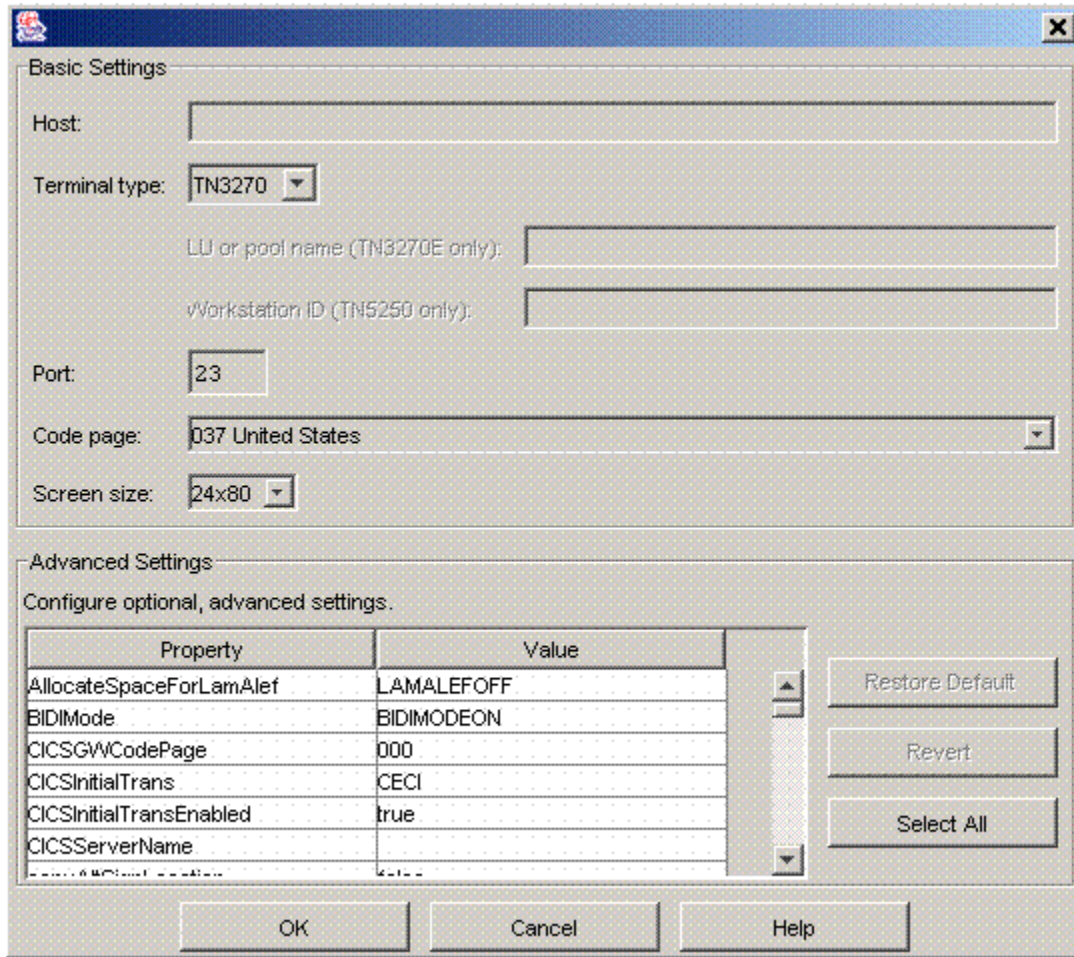 Basic Settings
Host:
Terminal type: TN3270
LU or pool name (TN3270E only):
Workstation ID (TN5250 only):
Port: 23
Code page: 037 United States
Screen size: 24x80
Advanced Settings
Configure optional, advanced settings.
Property Value
AllocateSpaceForLamAlef LAMALEFOFF
BIDIMode BIDIMODEON
CICSGWCodePage 000
CICSInitialTrans CECI
CICSInitialTransEnabled true
CICSServerName
false
Restore Default
Revert
Select All
OK Cancel Help